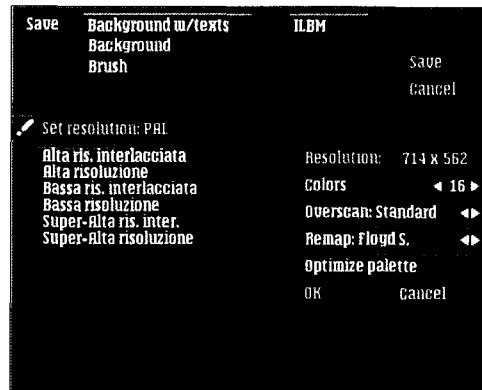 Save Background w/texts ILBM
Background
Brush
Save
Cancel
Set resolution: PAL
Alta ris. interlacciata
Alta risoluzione
Bassa ris. interlacciata
Bassa risoluzione
Super-Alta ris. inter.
Super-Alta risoluzione
Resolution: 714 x 562
Colors 16
Overscan: Standard
Remap: Floyd S.
Optimize palette
OK Cancel